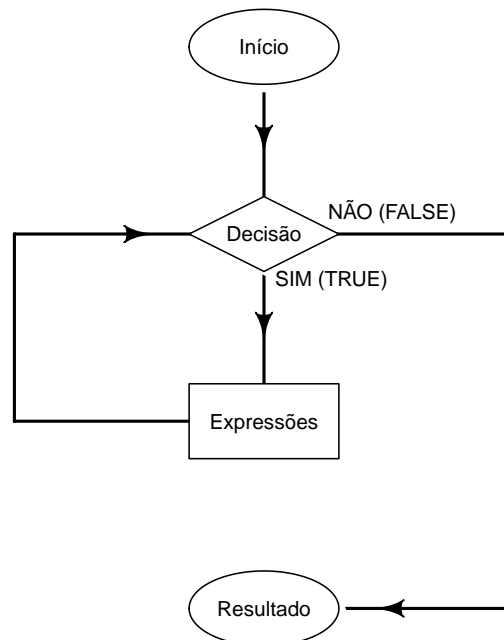 Início
NÃO (FALSE)
Decisão
SIM (TRUE)
Expressões
Resultado